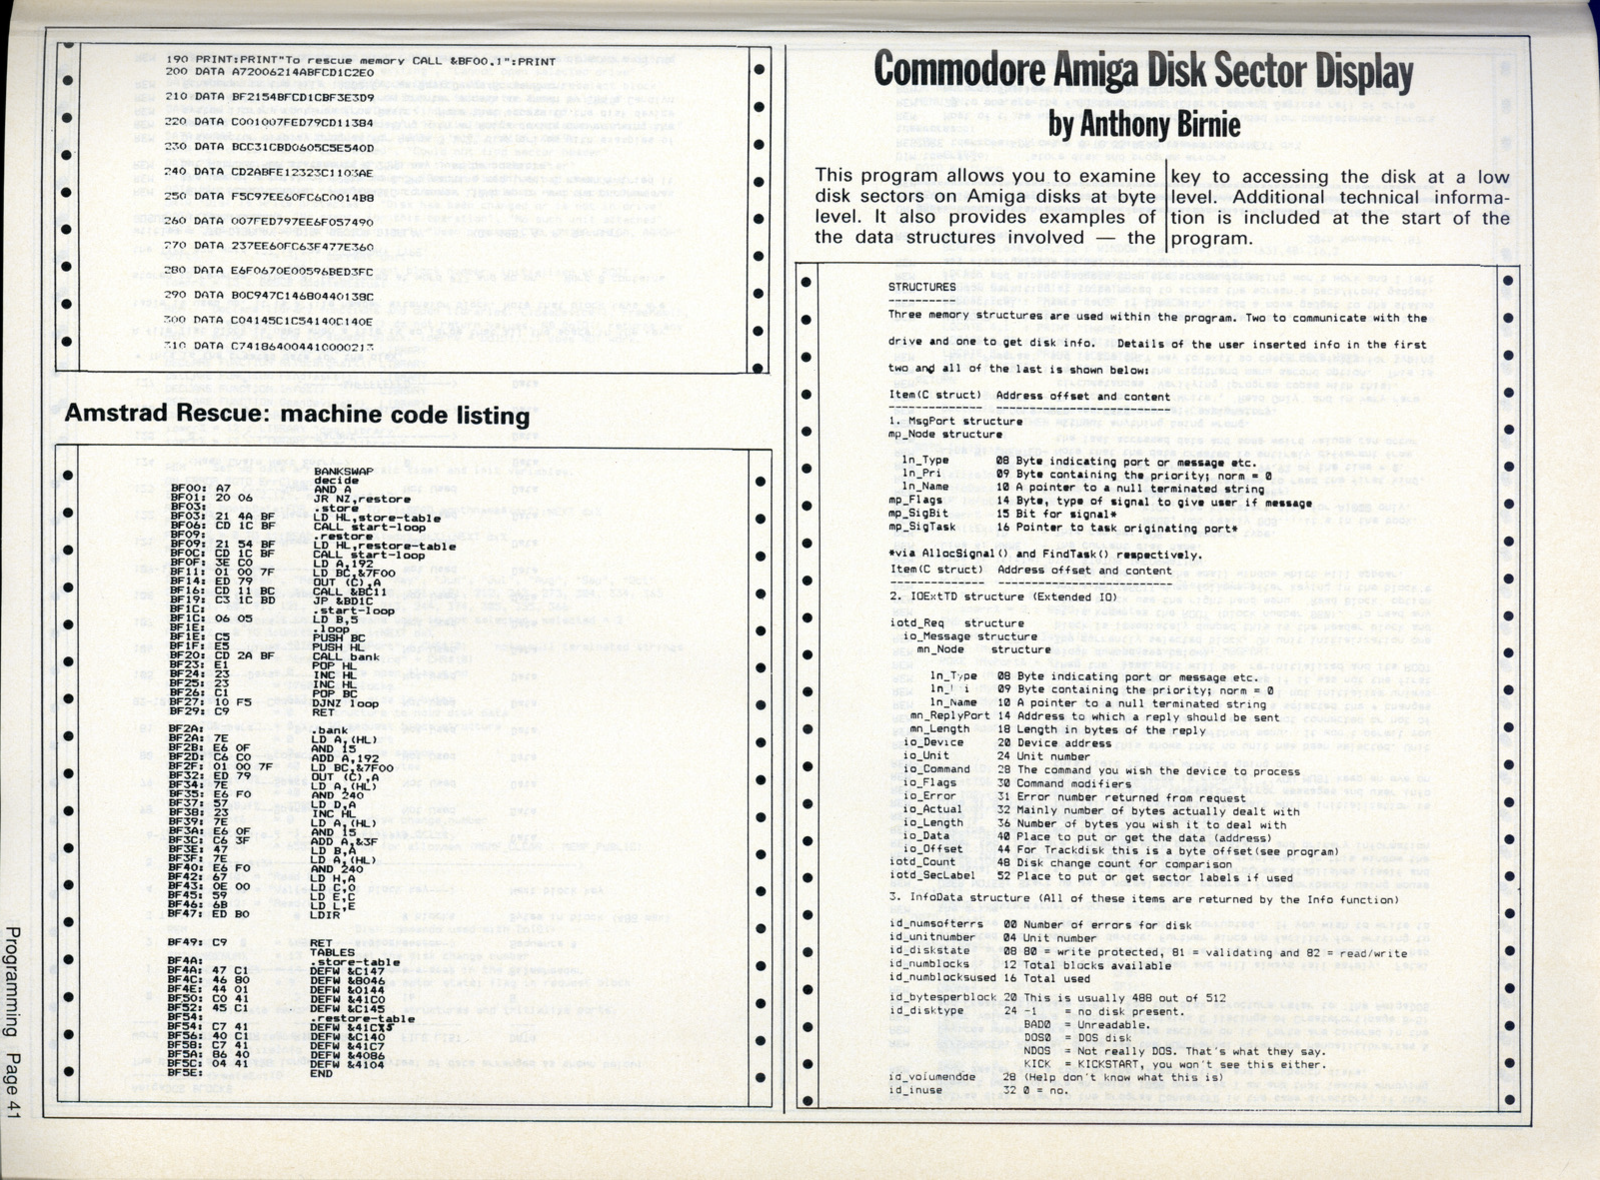 190 PRINT:PRINT"To rescue memory CALL &BF00,1":PRINT
200 DATA A72006214ABFCD1C2E0
210 DATA BF2154BFCD1CBF3E3D9
220 DATA C001007FED79CD113B4
230 DATA BCC31CBD0605C5E540D
240 DATA CD2ABFE12323C1103AE
250 DATA F5C97EE60FC6C0014B8
260 DATA 007FED797EE6F057490
270 DATA 237EE60FC63F477E360
280 DATA E6F0670E00596BED3FC
290 DATA B0C947C146B0440138C
300 DATA C04145C1C54140C140E
310 DATA C741864004410000213
Amstrad Rescue: machine code listing
BANKSWAP
decide
BF00: A7 AND A
BF01: 20 06 JR NZ,restore
BF03: .store
BF03: 21 4A BF LD HL,store-table
BF06: CD 1C BF CALL start-loop
BF09: .restore
BF09: 21 54 BF LD HL,restore-table
BF0C: CD 1C BF CALL start-loop
BF0F: 3E C0 LD A,192
BF11: 01 00 7F LD BC,&7F00
BF14: ED 79 OUT (C),A
BF16: CD 11 BC CALL &BC11
BF19: C3 1C BD JP &BD1C
BF1C: .start-loop
BF1C: 06 05 LD B,5
BF1E: .loop
BF1E: C5 PUSH BC
BF1F: E5 PUSH HL
BF20: CD 2A BF CALL bank
BF23: E1 POP HL
BF24: 23 INC HL
BF25: 23 INC HL
BF26: C1 POP BC
BF27: 10 F5 DJNZ loop
BF29: C9 RET
BF2A: .bank
BF2A: 7E LD A,(HL)
BF2B: E6 0F AND 15
BF2D: C6 C0 ADD A,192
BF2F: 01 00 7F LD BC,&7F00
BF32: ED 79 OUT (C),A
BF34: 7E LD A,(HL)
BF35: E6 F0 AND 240
BF37: 57 LD D,A
BF38: 23 INC HL
BF39: 7E LD A,(HL)
BF3A: E6 0F AND 15
BF3C: C6 3F ADD A,&3F
BF3E: 47 LD B,A
BF3F: 7E LD A,(HL)
BF40: E6 F0 AND 240
BF42: 67 LD H,A
BF43: 0E 00 LD C,0
BF45: 59 LD E,C
BF46: 6B LD L,E
BF47: ED B0 LDIR
BF49: C9 RET
TABLES
BF4A: .store-table
BF4A: 47 C1 DEFW &C147
BF4C: 46 B0 DEFW &B046
BF4E: 44 01 DEFW &0144
BF50: C0 41 DEFW &41C0
BF52: 45 C1 DEFW &C145
BF54: .restore-table
BF54: C7 41 DEFW &41C5
BF56: 40 C1 DEFW &C140
BF58: C7 41 DEFW &41C7
BF5A: 86 40 DEFW &4086
BF5C: 04 41 DEFW &4104
BF5E: END
Programming Page 41
Commodore Amiga Disk Sector Display
by Anthony Birnie
This program allows you to examine
disk sectors on Amiga disks at byte
level. It also provides examples of
the data structures involved — the
key to accessing the disk at a low
level. Additional technical informa-
tion is included at the start of the
program.
STRUCTURES
----------
Three memory structures are used within the program. Two to communicate with the
drive and one to get disk info. Details of the user inserted info in the first
two and all of the last is shown below:
Item(C struct) Address offset and content
-------------- --------------------------
1. MsgPort structure
mp_Node structure
ln_Type 08 Byte indicating port or message etc.
ln_Pri 09 Byte containing the priority; norm = 0
ln_Name 10 A pointer to a null terminated string
mp_Flags 14 Byte, type of signal to give user if message
mp_SigBit 15 Bit for signal*
mp_SigTask 16 Pointer to task originating port*
*via AllocSignal() and FindTask() respectively.
Item(C struct) Address offset and content
-------------- --------------------------
2. IOExtTD structure (Extended IO)
iotd_Req structure
io_Message structure
mn_Node structure
ln_Type 08 Byte indicating port or message etc.
ln_ i 09 Byte containing the priority; norm = 0
ln_Name 10 A pointer to a null terminated string
mn_ReplyPort 14 Address to which a reply should be sent
mn_Length 18 Length in bytes of the reply
io_Device 20 Device address
io_Unit 24 Unit number
io_Command 28 The command you wish the device to process
io_Flags 30 Command modifiers
io_Error 31 Error number returned from request
io_Actual 32 Mainly number of bytes actually dealt with
io_Length 36 Number of bytes you wish it to deal with
io_Data 40 Place to put or get the data (address)
io_Offset 44 For Trackdisk this is a byte offset(see program)
iotd_Count 48 Disk change count for comparison
iotd_SecLabel 52 Place to put or get sector labels if used
3. InfoData structure (All of these items are returned by the Info function)
id_numsofterrs 00 Number of errors for disk
id_unitnumber 04 Unit number
id_diskstate 08 80 = write protected, 81 = validating and 82 = read/write
id_numblocks 12 Total blocks available
id_numblocksused 16 Total used
id_bytesperblock 20 This is usually 488 out of 512
id_disktype 24 -1 = no disk present.
BAD0 = Unreadable.
DOS0 = DOS disk
NDOS = Not really DOS. That's what they say.
KICK = KICKSTART, you won't see this either.
id_volumendde 28 (Help don't know what this is)
id_inuse 32 0 = no.